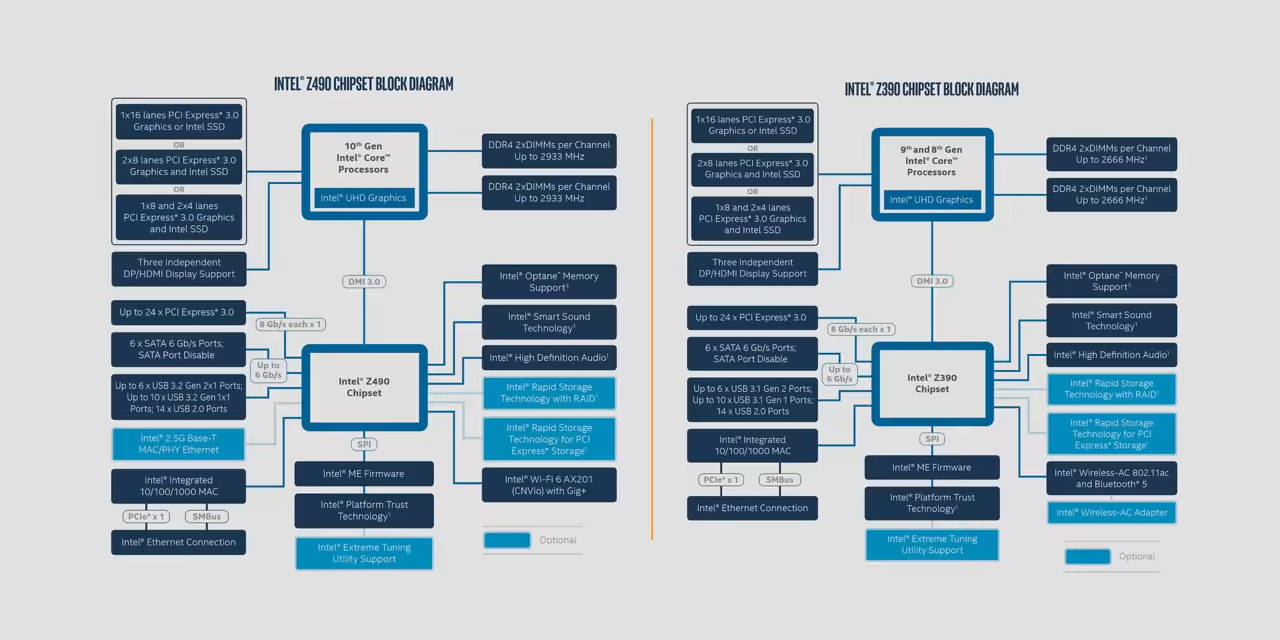 INTEL® Z490 CHIPSET BLOCK DIAGRAM
1x16 lanes PCI Express* 3.0
Graphics or Intel SSD
OR
2x8 lanes PCI Express* 3.0
Graphics and Intel SSD
OR
1x8 and 2x4 lanes
PCI Express* 3.0 Graphics
and Intel SSD
Three Independent
DP/HDMI Display Support
10th Gen
Intel® Core™
Processors
Intel® UHD Graphics
DDR4 2xDIMMs per Channel
Up to 2933 MHz
DDR4 2xDIMMs per Channel
Up to 2933 MHz
DMI 3.0
Up to 24 x PCI Express* 3.0
8 Gb/s each x 1
6 x SATA 6 Gb/s Ports;
SATA Port Disable
Up to
6 Gb/s
Up to 6 x USB 3.2 Gen 2x1 Ports;
Up to 10 x USB 3.2 Gen 1x1
Ports; 14 x USB 2.0 Ports
Intel® 2.5G Base-T
MAC/PHY Ethernet
Intel® Integrated
10/100/1000 MAC
PCIe* x 1
SMBus
Intel® Ethernet Connection
Intel® Z490
Chipset
SPI
Intel® ME Firmware
Intel® Platform Trust
Technology¹
Intel® Extreme Tuning
Utility Support
Intel® Optane™ Memory
Support²
Intel® Smart Sound
Technology¹
Intel® High Definition Audio¹
Intel® Rapid Storage
Technology with RAID¹
Intel® Rapid Storage
Technology for PCI
Express* Storage¹
Intel® Wi-Fi 6 AX201
(CNVio) with Gig+
Optional
INTEL® Z390 CHIPSET BLOCK DIAGRAM
1x16 lanes PCI Express* 3.0
Graphics or Intel SSD
OR
2x8 lanes PCI Express* 3.0
Graphics and Intel SSD
OR
1x8 and 2x4 lanes
PCI Express* 3.0 Graphics
and Intel SSD
Three Independent
DP/HDMI Display Support
9th and 8th Gen
Intel® Core™
Processors
Intel® UHD Graphics
DDR4 2xDIMMs per Channel
Up to 2666 MHz¹
DDR4 2xDIMMs per Channel
Up to 2666 MHz¹
DMI 3.0
Up to 24 x PCI Express* 3.0
8 Gb/s each x 1
6 x SATA 6 Gb/s Ports;
SATA Port Disable
Up to
6 Gb/s
Up to 6 x USB 3.1 Gen 2 Ports;
Up to 10 x USB 3.1 Gen 1 Ports;
14 x USB 2.0 Ports
Intel® Integrated
10/100/1000 MAC
PCIe* x 1
SMBus
Intel® Ethernet Connection
Intel® Z390
Chipset
SPI
Intel® ME Firmware
Intel® Platform Trust
Technology¹
Intel® Extreme Tuning
Utility Support
Intel® Optane™ Memory
Support³
Intel® Smart Sound
Technology¹
Intel® High Definition Audio¹
Intel® Rapid Storage
Technology with RAID¹
Intel® Rapid Storage
Technology for PCI
Express* Storage¹
Intel® Wireless-AC 802.11ac
and Bluetooth* 5
Intel® Wireless-AC Adapter
Optional